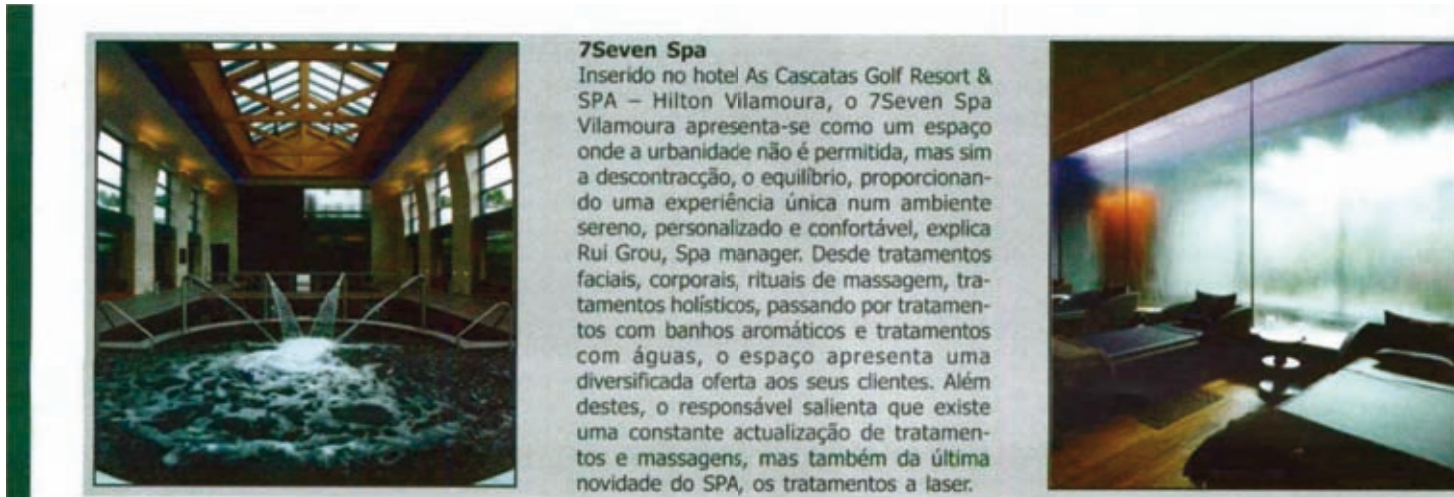 7Seven Spa
Inserido no hotel As Cascatas Golf Resort &
SPA – Hilton Vilamoura, o 7Seven Spa
Vilamoura apresenta-se como um espaço
onde a urbanidade não é permitida, mas sim
a descontracção, o equilíbrio, proporcionan-
do uma experiência única num ambiente
sereno, personalizado e confortável, explica
Rui Grou, Spa manager. Desde tratamentos
faciais, corporais, rituais de massagem, tra-
tamentos holísticos, passando por tratamen-
tos com banhos aromáticos e tratamentos
com águas, o espaço apresenta uma
diversificada oferta aos seus clientes. Além
destes, o responsável salienta que existe
uma constante actualização de tratamen-
tos e massagens, mas também da última
novidade do SPA, os tratamentos a laser.